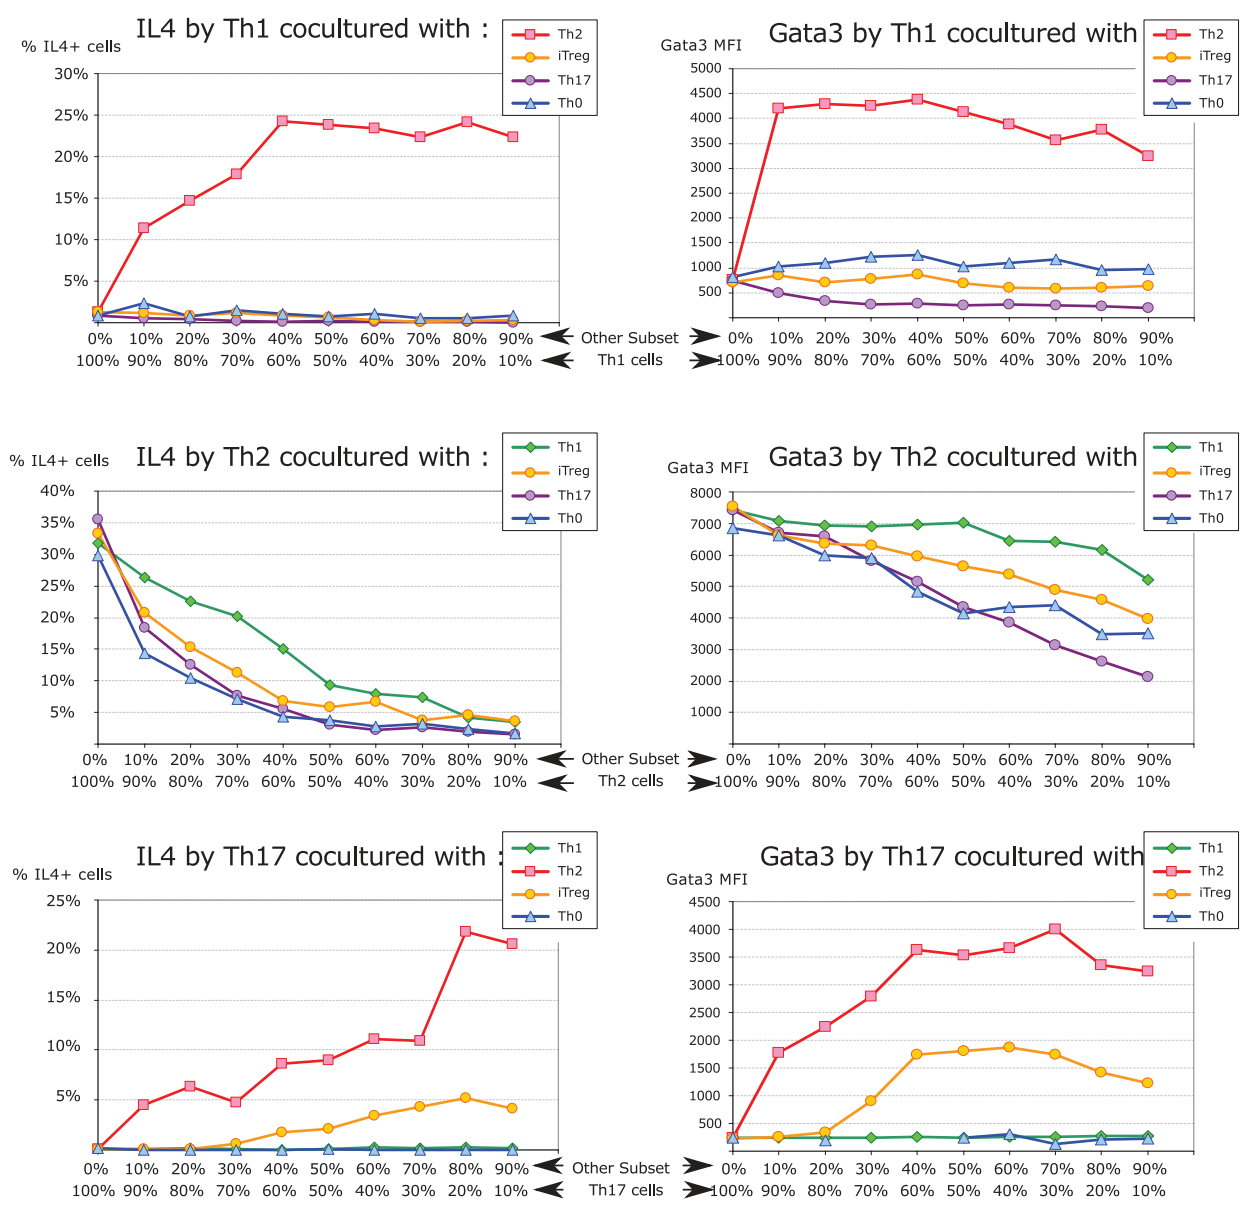 IL4 by Th1 cocultured with :
% IL4+ cells
Th2
iTreg
Th17
Th0
30%
25%
20%
15%
10%
5%
0% 10% 20% 30% 40% 50% 60% 70% 80% 90%
100% 90% 80% 70% 60% 50% 40% 30% 20% 10%
Other Subset
Th1 cells
Gata3 by Th1 cocultured with
Gata3 MFI
Th2
iTreg
Th17
Th0
5000
4500
4000
3500
3000
2500
2000
1500
1000
500
0% 10% 20% 30% 40% 50% 60% 70% 80% 90%
100% 90% 80% 70% 60% 50% 40% 30% 20% 10%
IL4 by Th2 cocultured with :
% IL4+ cells
Th1
iTreg
Th17
Th0
40%
35%
30%
25%
20%
15%
10%
5%
0% 10% 20% 30% 40% 50% 60% 70% 80% 90%
100% 90% 80% 70% 60% 50% 40% 30% 20% 10%
Other Subset
Th2 cells
Gata3 by Th2 cocultured with
Gata3 MFI
Th1
iTreg
Th17
Th0
8000
7000
6000
5000
4000
3000
2000
1000
0% 10% 20% 30% 40% 50% 60% 70% 80% 90%
100% 90% 80% 70% 60% 50% 40% 30% 20% 10%
IL4 by Th17 cocultured with :
% IL4+ cells
Th1
Th2
iTreg
Th0
25%
20%
15%
10%
5%
0% 10% 20% 30% 40% 50% 60% 70% 80% 90%
100% 90% 80% 70% 60% 50% 40% 30% 20% 10%
Other Subset
Th17 cells
Gata3 by Th17 cocultured with
Gata3 MFI
Th1
Th2
iTreg
Th0
4500
4000
3500
3000
2500
2000
1500
1000
500
0% 10% 20% 30% 40% 50% 60% 70% 80% 90%
100% 90% 80% 70% 60% 50% 40% 30% 20% 10%